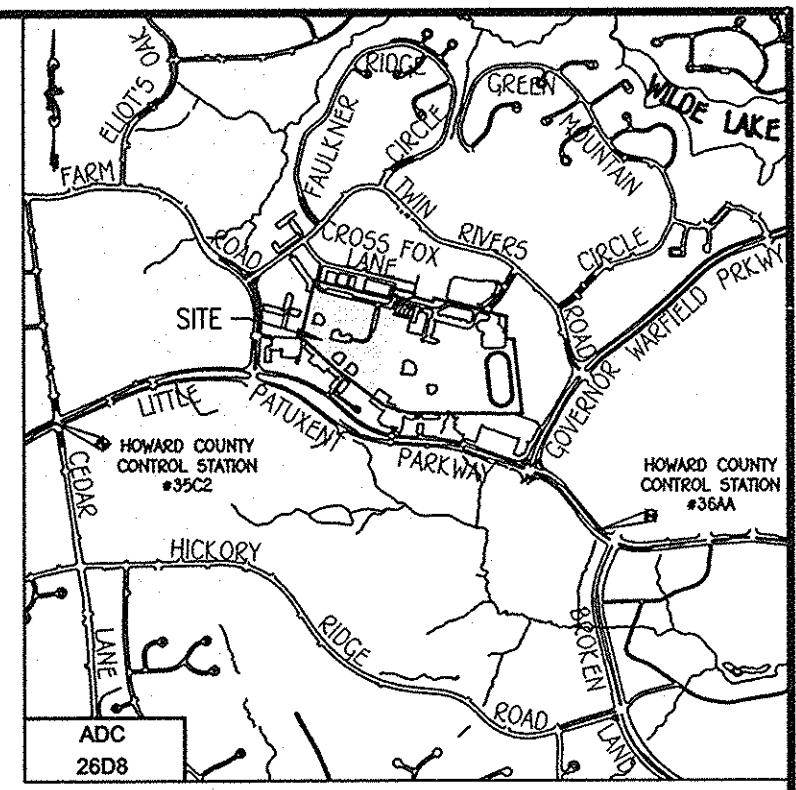 ELIOT'S OAK
FARM
ROAD
FAULKNER
RIDGE
CIRCLE
GREEN
MOUNTAIN
CIRCLE
WILDE LAKE
TWIN
RIVERS
ROAD
CROSS FOX
LANE
SITE
GOVERNOR WARFIELD PRKWY
LITTLE
PATUXENT
PARKWAY
HOWARD COUNTY
CONTROL STATION
#35C2
HOWARD COUNTY
CONTROL STATION
#36AA
CEDAR
LANE
HICKORY
RIDGE
ROAD
BROKEN
LAND
ADC
26D8